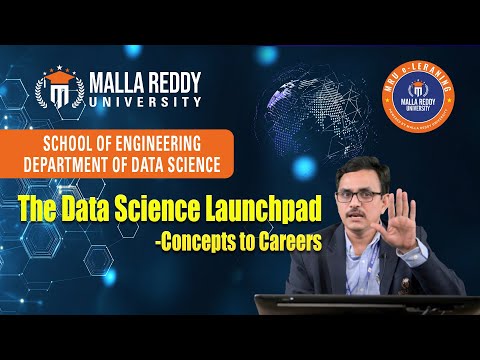 MALLA REDDY
UNIVERSITY
MRU e-LERANING
MALLA REDDY
UNIVERSITY
SCHOOL OF ENGINEERING
DEPARTMENT OF DATA SCIENCE
The Data Science Launchpad
-Concepts to Careers